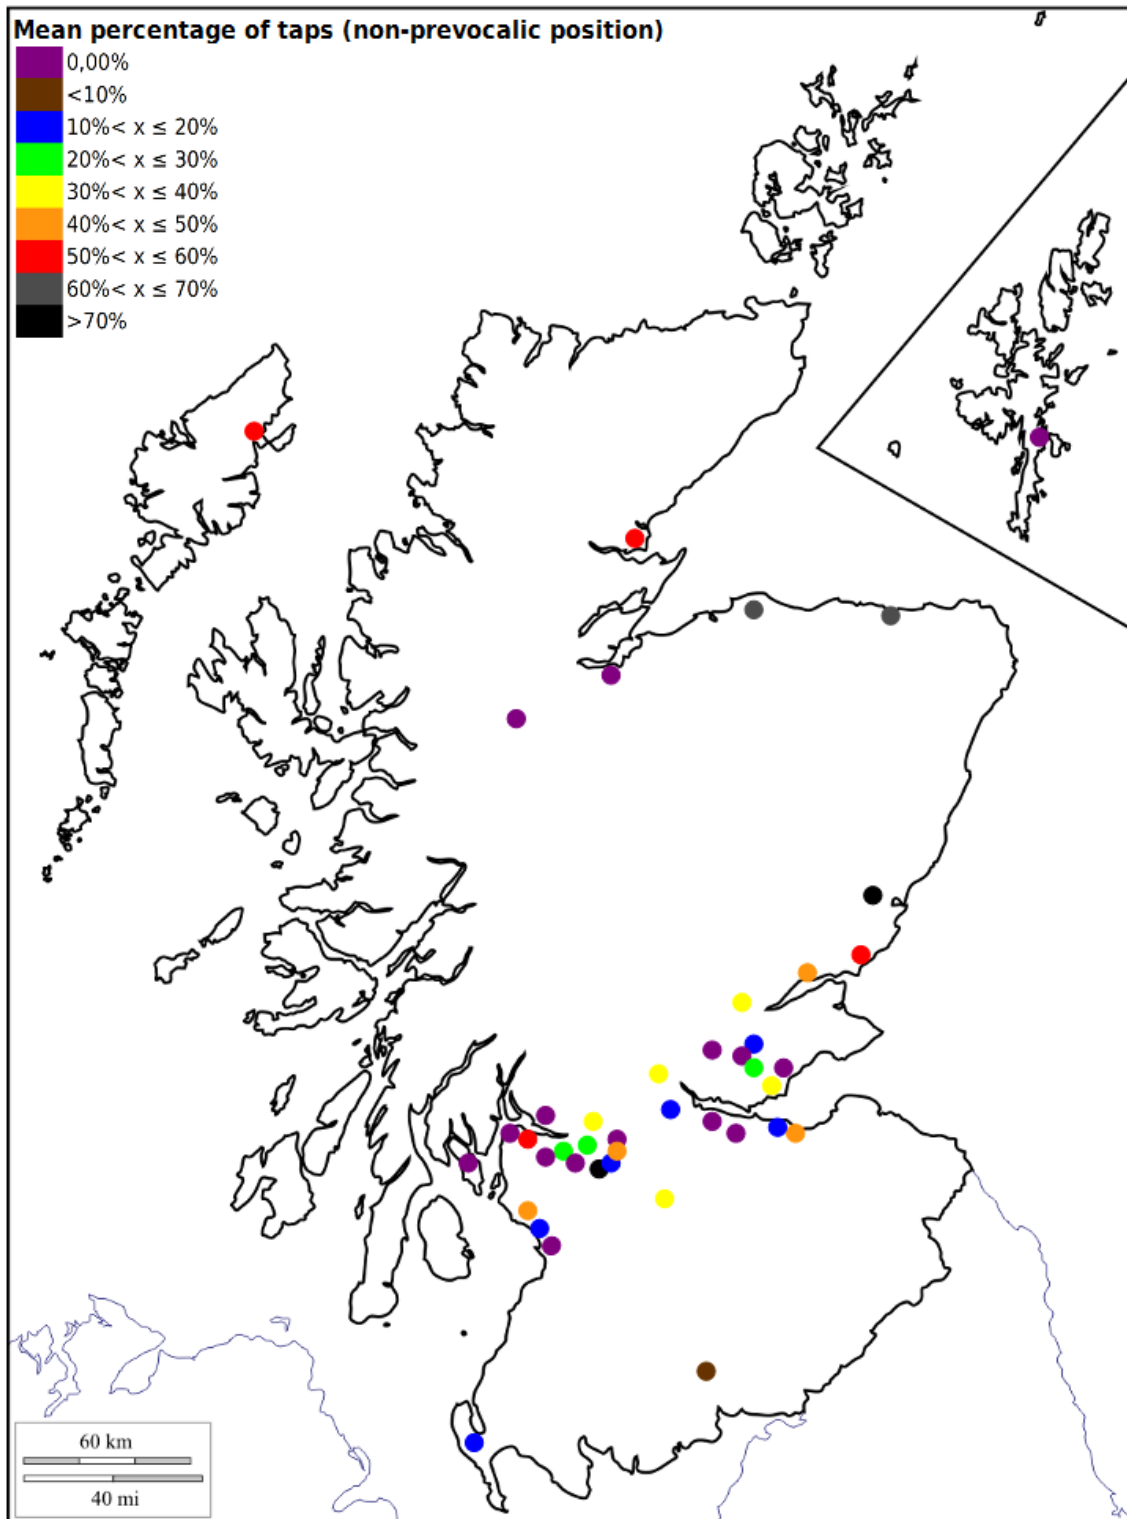 Mean percentage of taps (non-prevocalic position)
0,00%
<10%
10%< x ≤ 20%
20%< x ≤ 30%
30%< x ≤ 40%
40%< x ≤ 50%
50%< x ≤ 60%
60%< x ≤ 70%
>70%
60 km
40 mi